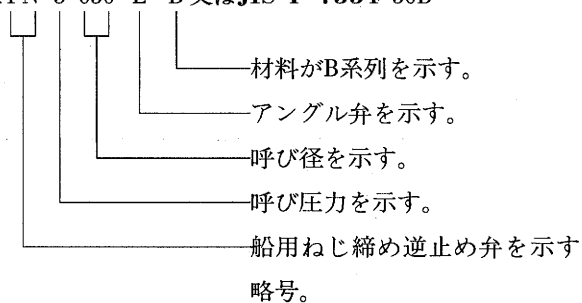 材料がB系列を示す。
アングル弁を示す。
呼び径を示す。
呼び圧力を示す。
船用ねじ締め逆止め弁を示す
略号。